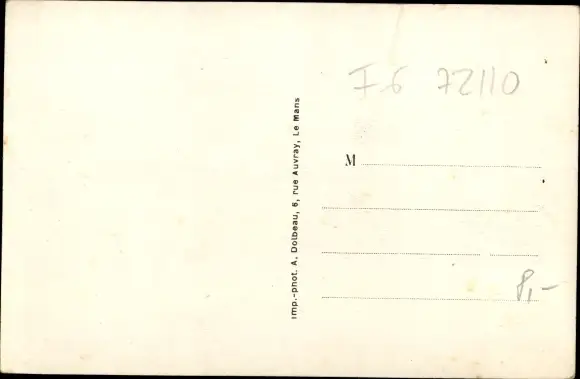 F6 72110
Imp.-phot. A. Dolbeau, 6, rue Auvray, Le Mans
M
8,-